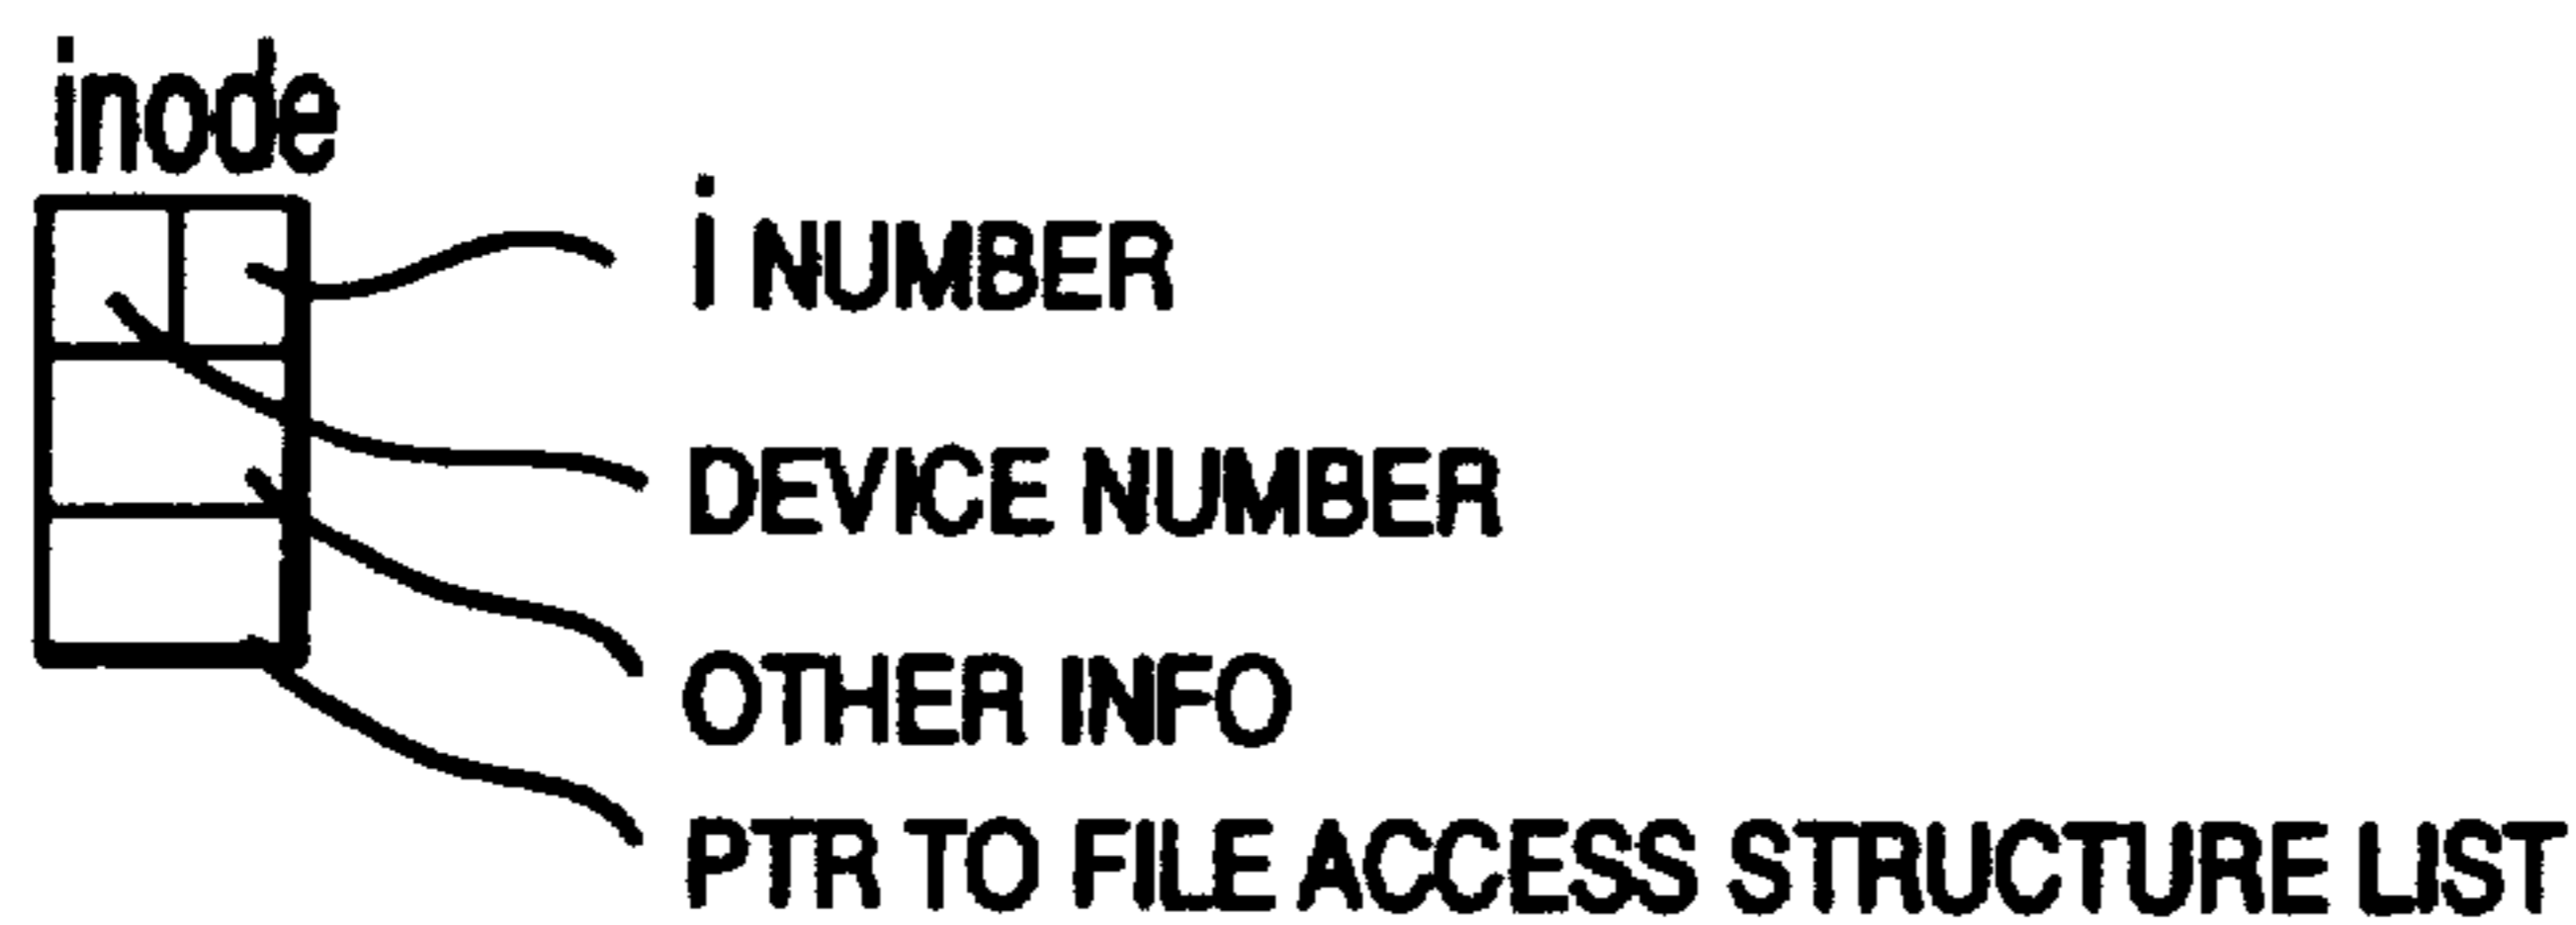 inode
i NUMBER
DEVICE NUMBER
OTHER INFO
PTR TO FILE ACCESS STRUCTURE LIST